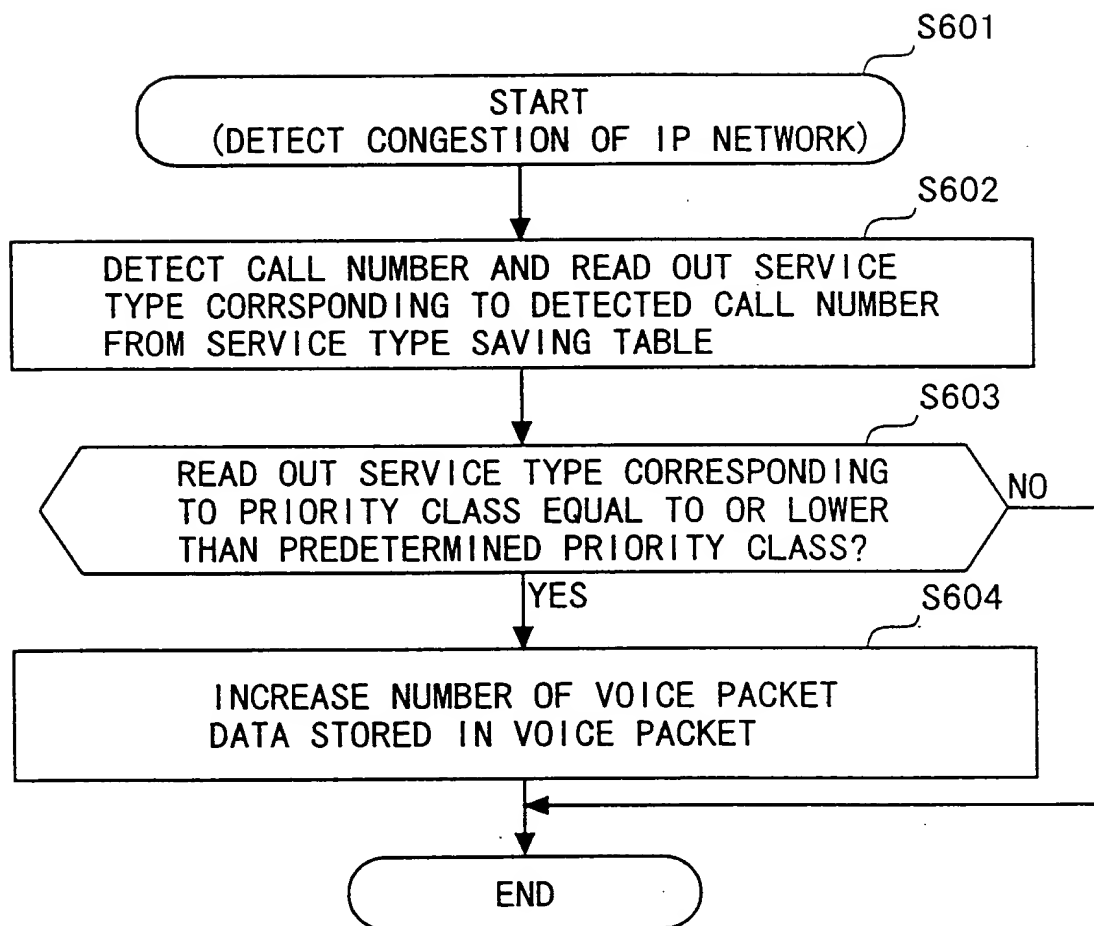 S601
START
(DETECT CONGESTION OF IP NETWORK)
S602
DETECT CALL NUMBER AND READ OUT SERVICE
TYPE CORRSPONDING TO DETECTED CALL NUMBER
FROM SERVICE TYPE SAVING TABLE
S603
READ OUT SERVICE TYPE CORRESPONDING
TO PRIORITY CLASS EQUAL TO OR LOWER
THAN PREDETERMINED PRIORITY CLASS?
NO
YES
S604
INCREASE NUMBER OF VOICE PACKET
DATA STORED IN VOICE PACKET
END